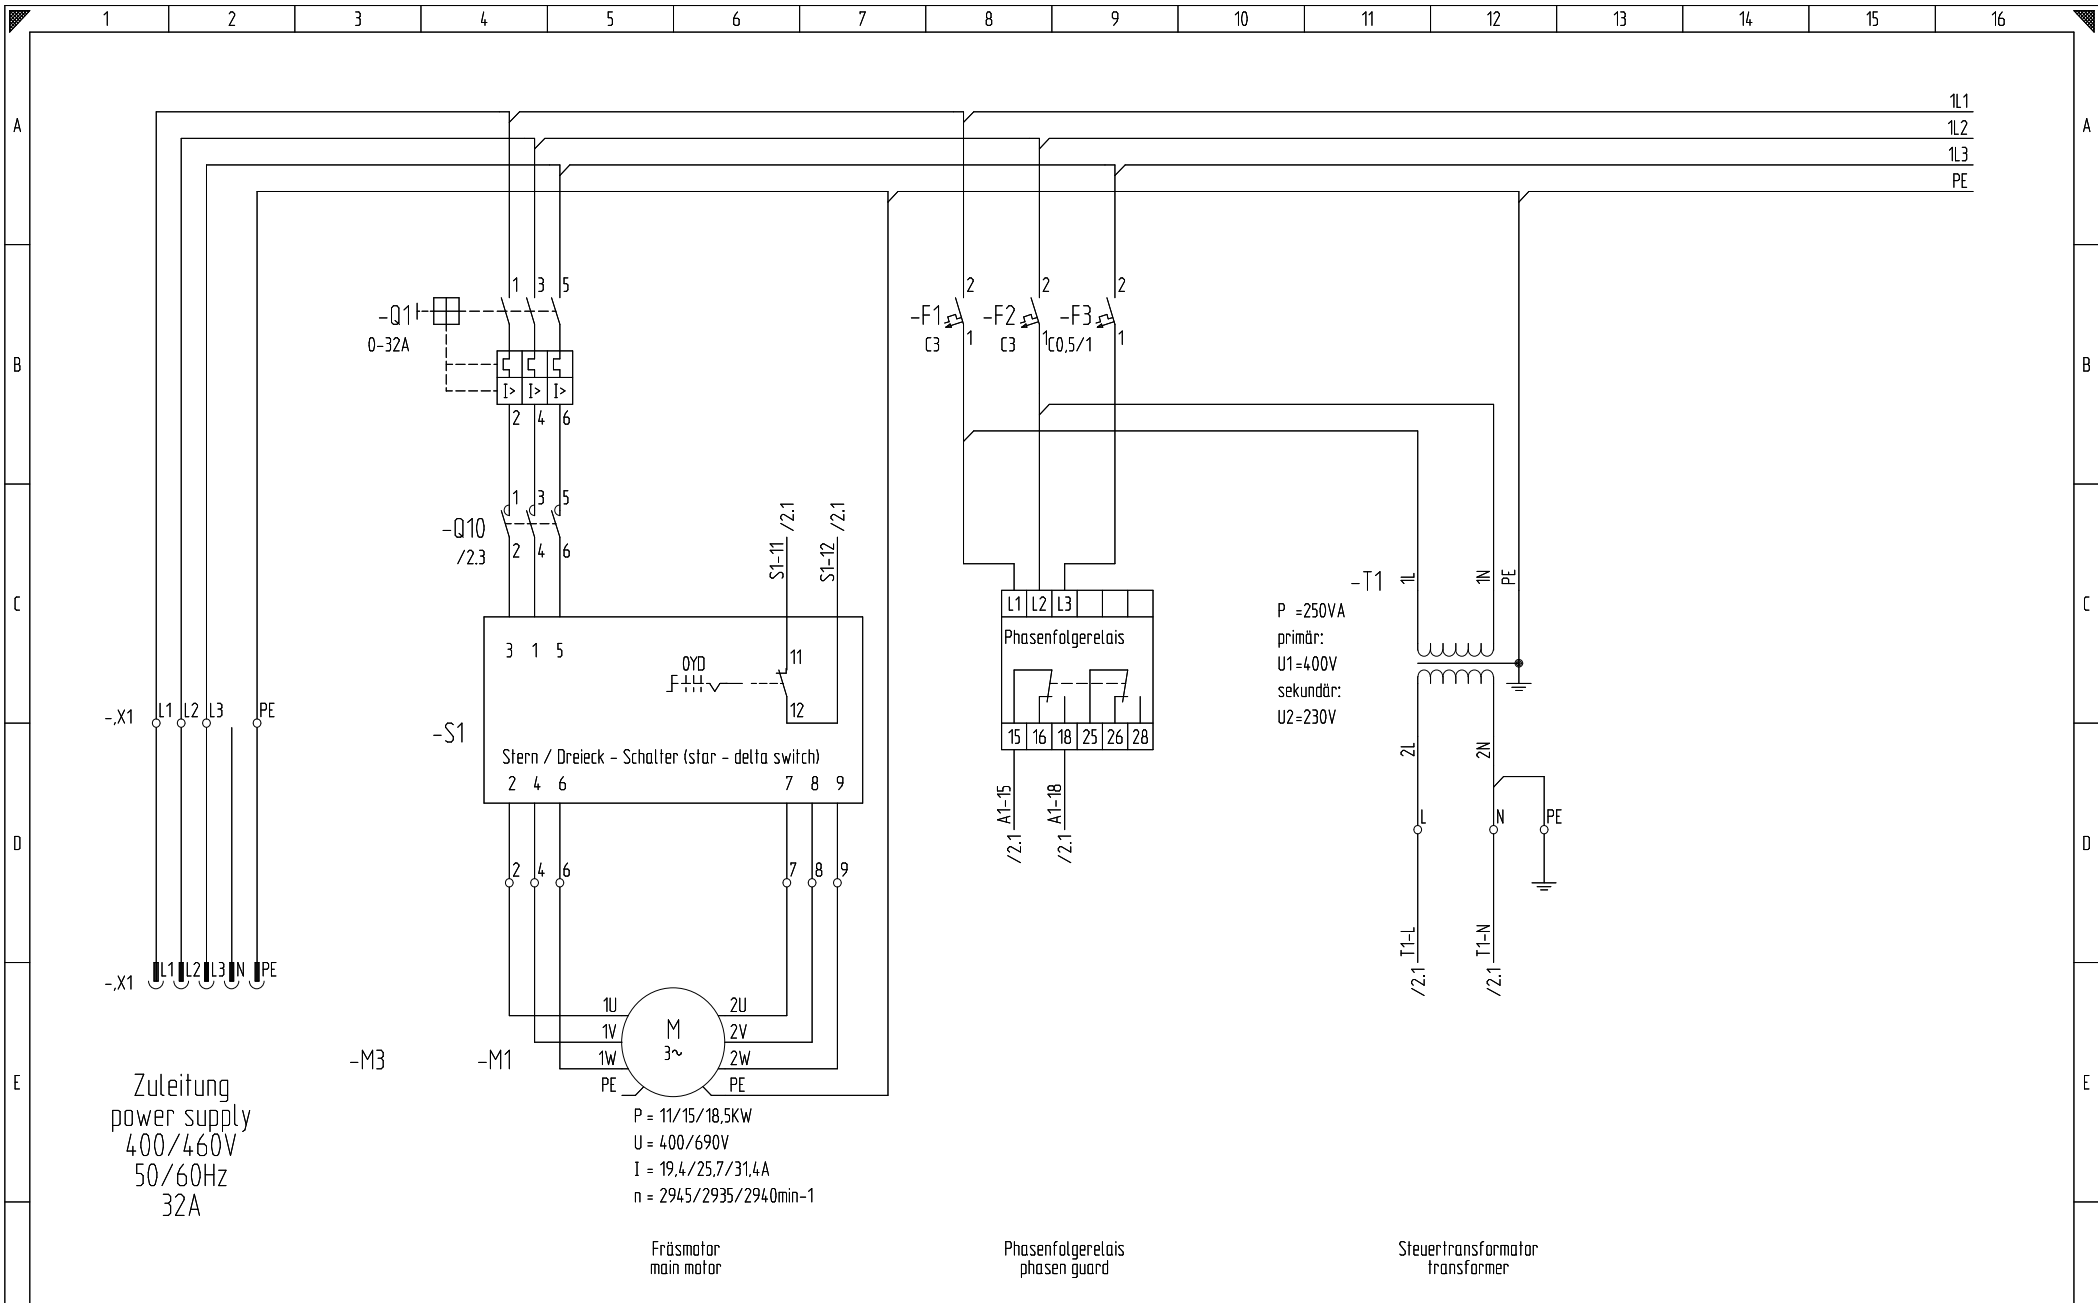 1 2 3 4 5 6 7 8 9 10 11 12 13 14 15 16
1L1
A A
1L2
1L3
PE
1 3 5
2 2 2
-Q1
-F1 -F2 -F3
0-32A
C3 1 C3 1 C0,5/1 1
B B
I> I> I>
2 4 6
1 3 5
-Q10
/2.3
2 4 6
S1-11 /2.1
S1-12 /2.1
-T1 1L 1N PE
C C
L1 L2 L3
P =250VA
primär:
U1=400V
sekundär:
U2=230V
Phasenfolgerelais
3 1 5
0YD
11
12
-,X1 L1 L2 L3 PE
-S1
15 16 18 25 26 28
2L 2N
Stern / Dreieck - Schalter (star - delta switch)
2 4 6 7 8 9
A1-15 /2.1
A1-18 /2.1
L N PE
D D
2 4 6 7 8 9
T1-L /2.1
T1-N /2.1
-,X1 L1 L2 L3 N PE
1U 2U
M
3~
1V 2V
1W 2W
PE PE
-M3 -M1
E E
Zuleitung
power supply
400/460V
50/60Hz
32A
P = 11/15/18,5KW
U = 400/690V
I = 19,4/25,7/31,4A
n = 2945/2935/2940min-1
Fräsmotor
main motor
Phasenfolgerelais
phasen guard
Steuertransformator
transformer